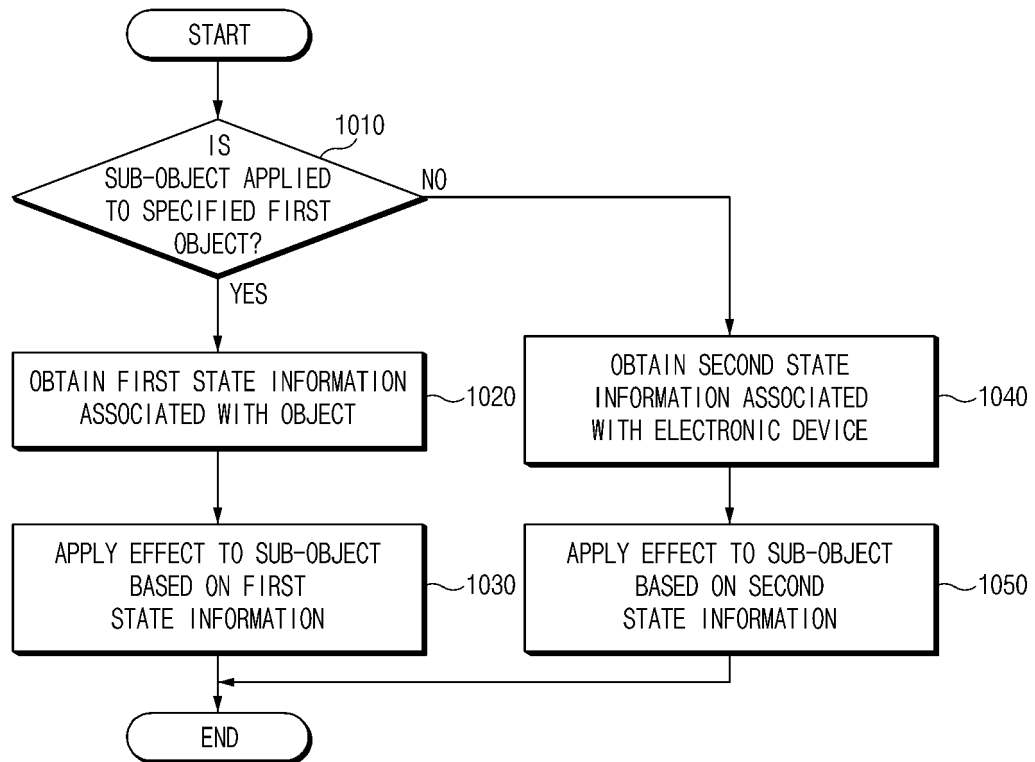 START
IS
SUB-OBJECT APPLIED
TO SPECIFIED FIRST
OBJECT?
1010
NO
YES
OBTAIN FIRST STATE INFORMATION
ASSOCIATED WITH OBJECT
1020
OBTAIN SECOND STATE
INFORMATION ASSOCIATED
WITH ELECTRONIC DEVICE
1040
APPLY EFFECT TO SUB-OBJECT
BASED ON FIRST
STATE INFORMATION
1030
APPLY EFFECT TO SUB-OBJECT
BASED ON SECOND
STATE INFORMATION
1050
END